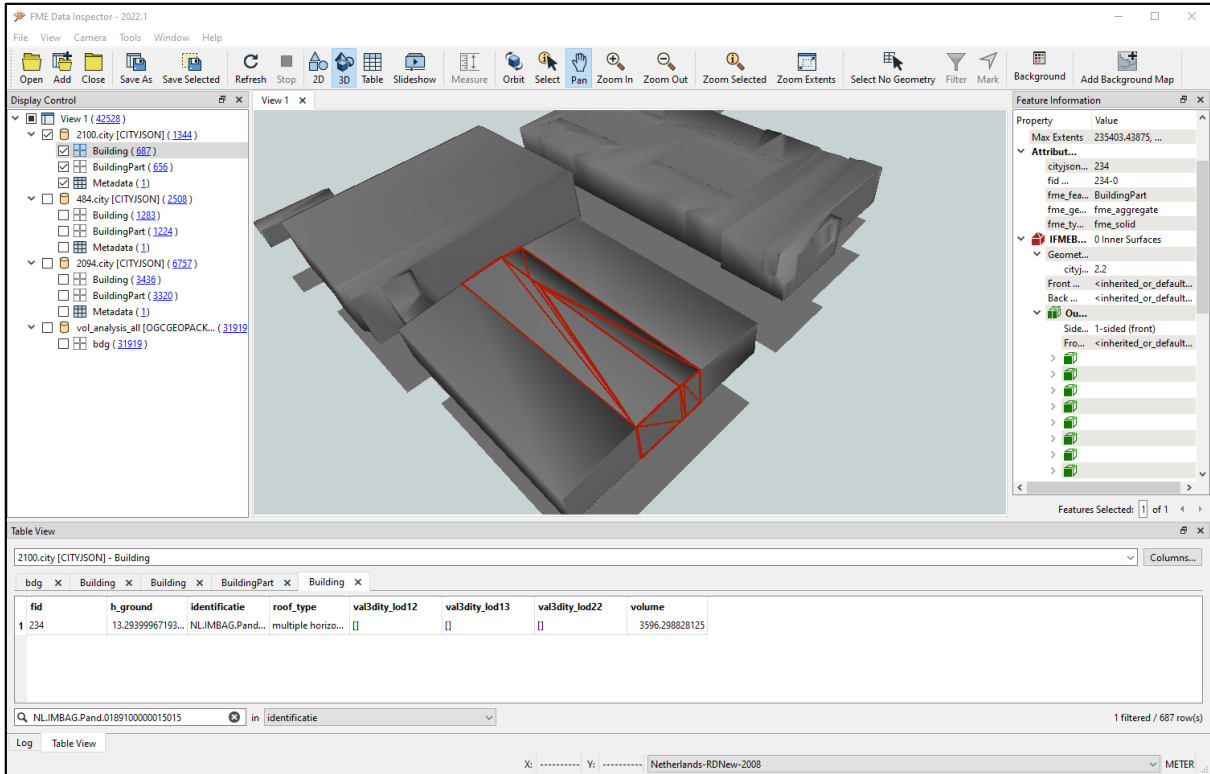 FME Data Inspector - 2022.1
File View Camera Tools Window Help
Open Add Close Save As Save Selected Refresh Stop 2D 3D Table Slideshow Measure Orbit Select Pan Zoom In Zoom Out Zoom Selected Zoom Extents Select No Geometry Filter Mark Background Add Background Map
Display Control
View 1 (42528)
2100.city [CITYJSON] (1344)
Building (687)
BuildingPart (656)
Metadata (1)
484.city [CITYJSON] (2508)
Building (1283)
BuildingPart (1224)
Metadata (1)
2094.city [CITYJSON] (6757)
Building (3436)
BuildingPart (3320)
Metadata (1)
vol_analysis_all [OGCGEOPACK... (31919
bdg (31919)
View 1
Feature Information
Property Value
Max Extents 235403.43875, ...
Attribut...
cityjson... 234
fid ... 234-0
fme_fea... BuildingPart
fme_ge... fme_aggregate
fme_ty... fme_solid
IFMEB... 0 Inner Surfaces
Geomet...
cityj... 2.2
Front ... <inherited_or_default...
Back ... <inherited_or_default...
Ou...
Side... 1-sided (front)
Fro... <inherited_or_default...
Features Selected: 1 of 1
Table View
2100.city [CITYJSON] - Building
Columns...
bdg Building Building BuildingPart Building
fid h_ground identificatie roof_type val3dity_lod12 val3dity_lod13 val3dity_lod22 volume
1 234 13.29399967193... NL.IMBAG.Pand... multiple horizo... [] [] [] 3596.298828125
NL.IMBAG.Pand.0189100000015015 in identificatie 1 filtered / 687 row(s)
Log Table View
X: ---------- Y: ---------- Netherlands-RDNew-2008 METER